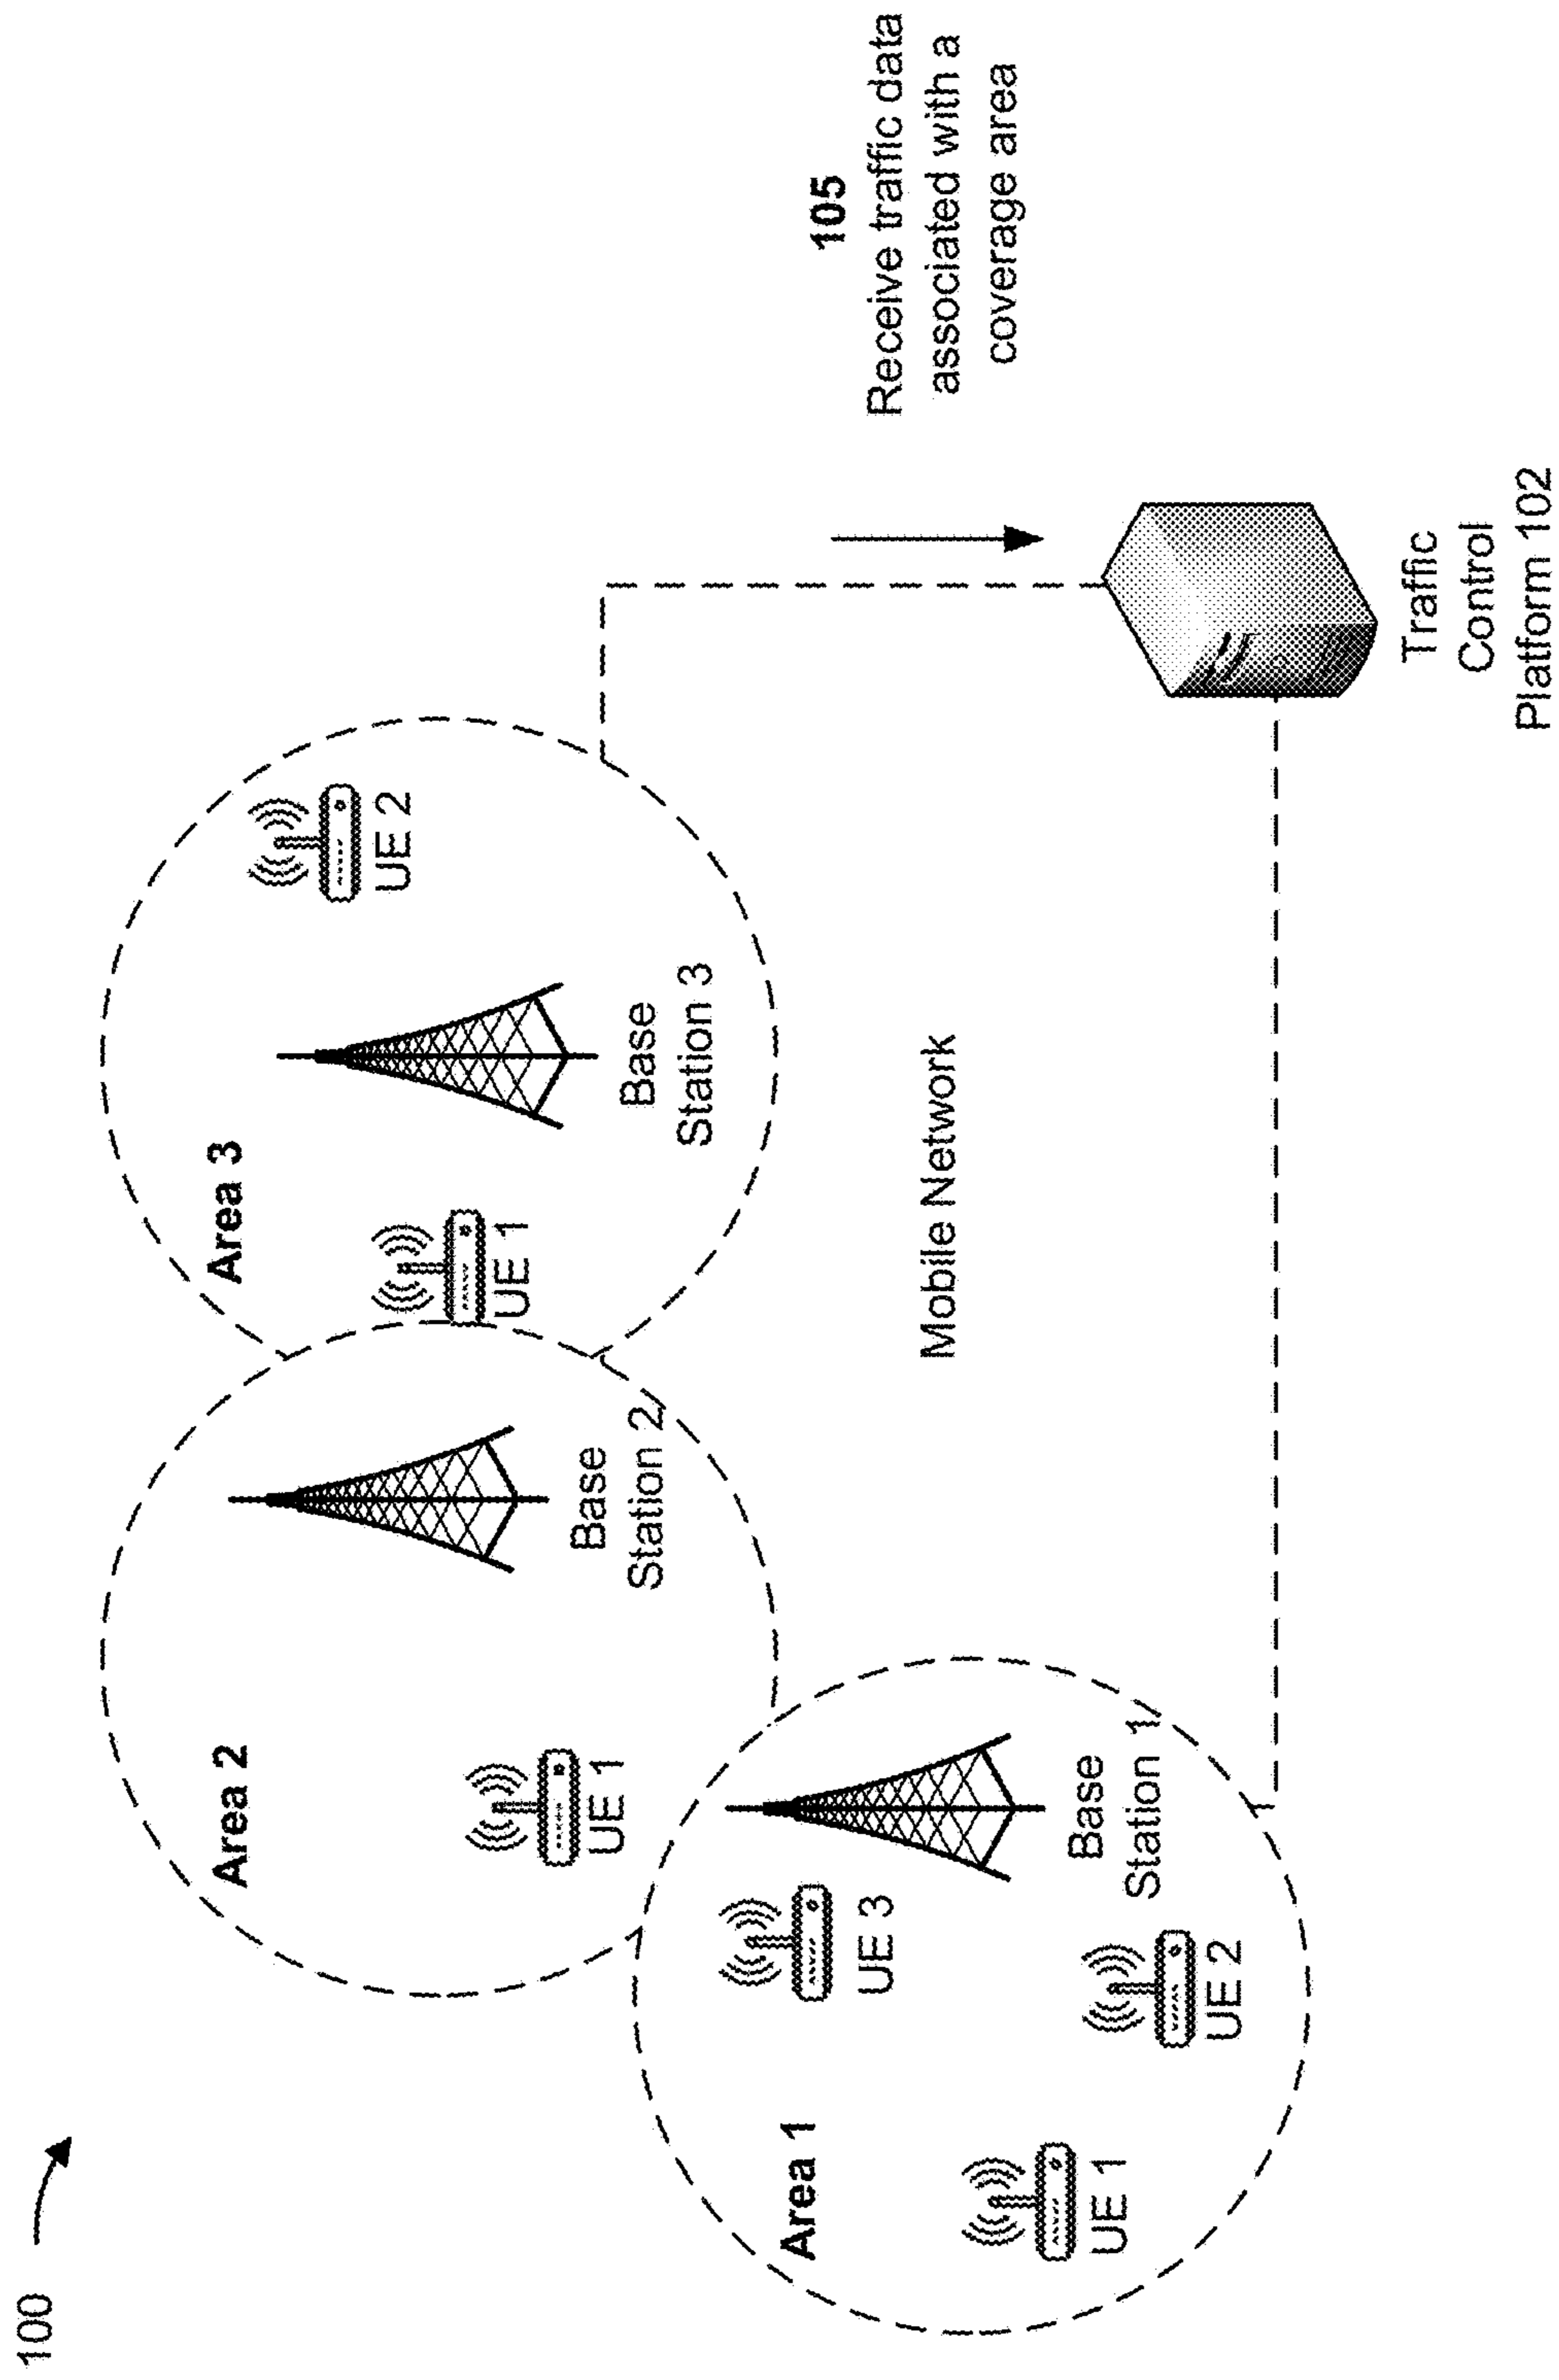 100
Area 2
Area 3
UE 2
UE 1
UE 1
Base
Station 2
Base
Station 3
Area 1
UE 3
UE 1
UE 2
Base
Station 1
Mobile Network
105
Receive traffic data
associated with a
coverage area
Traffic
Control
Platform 102